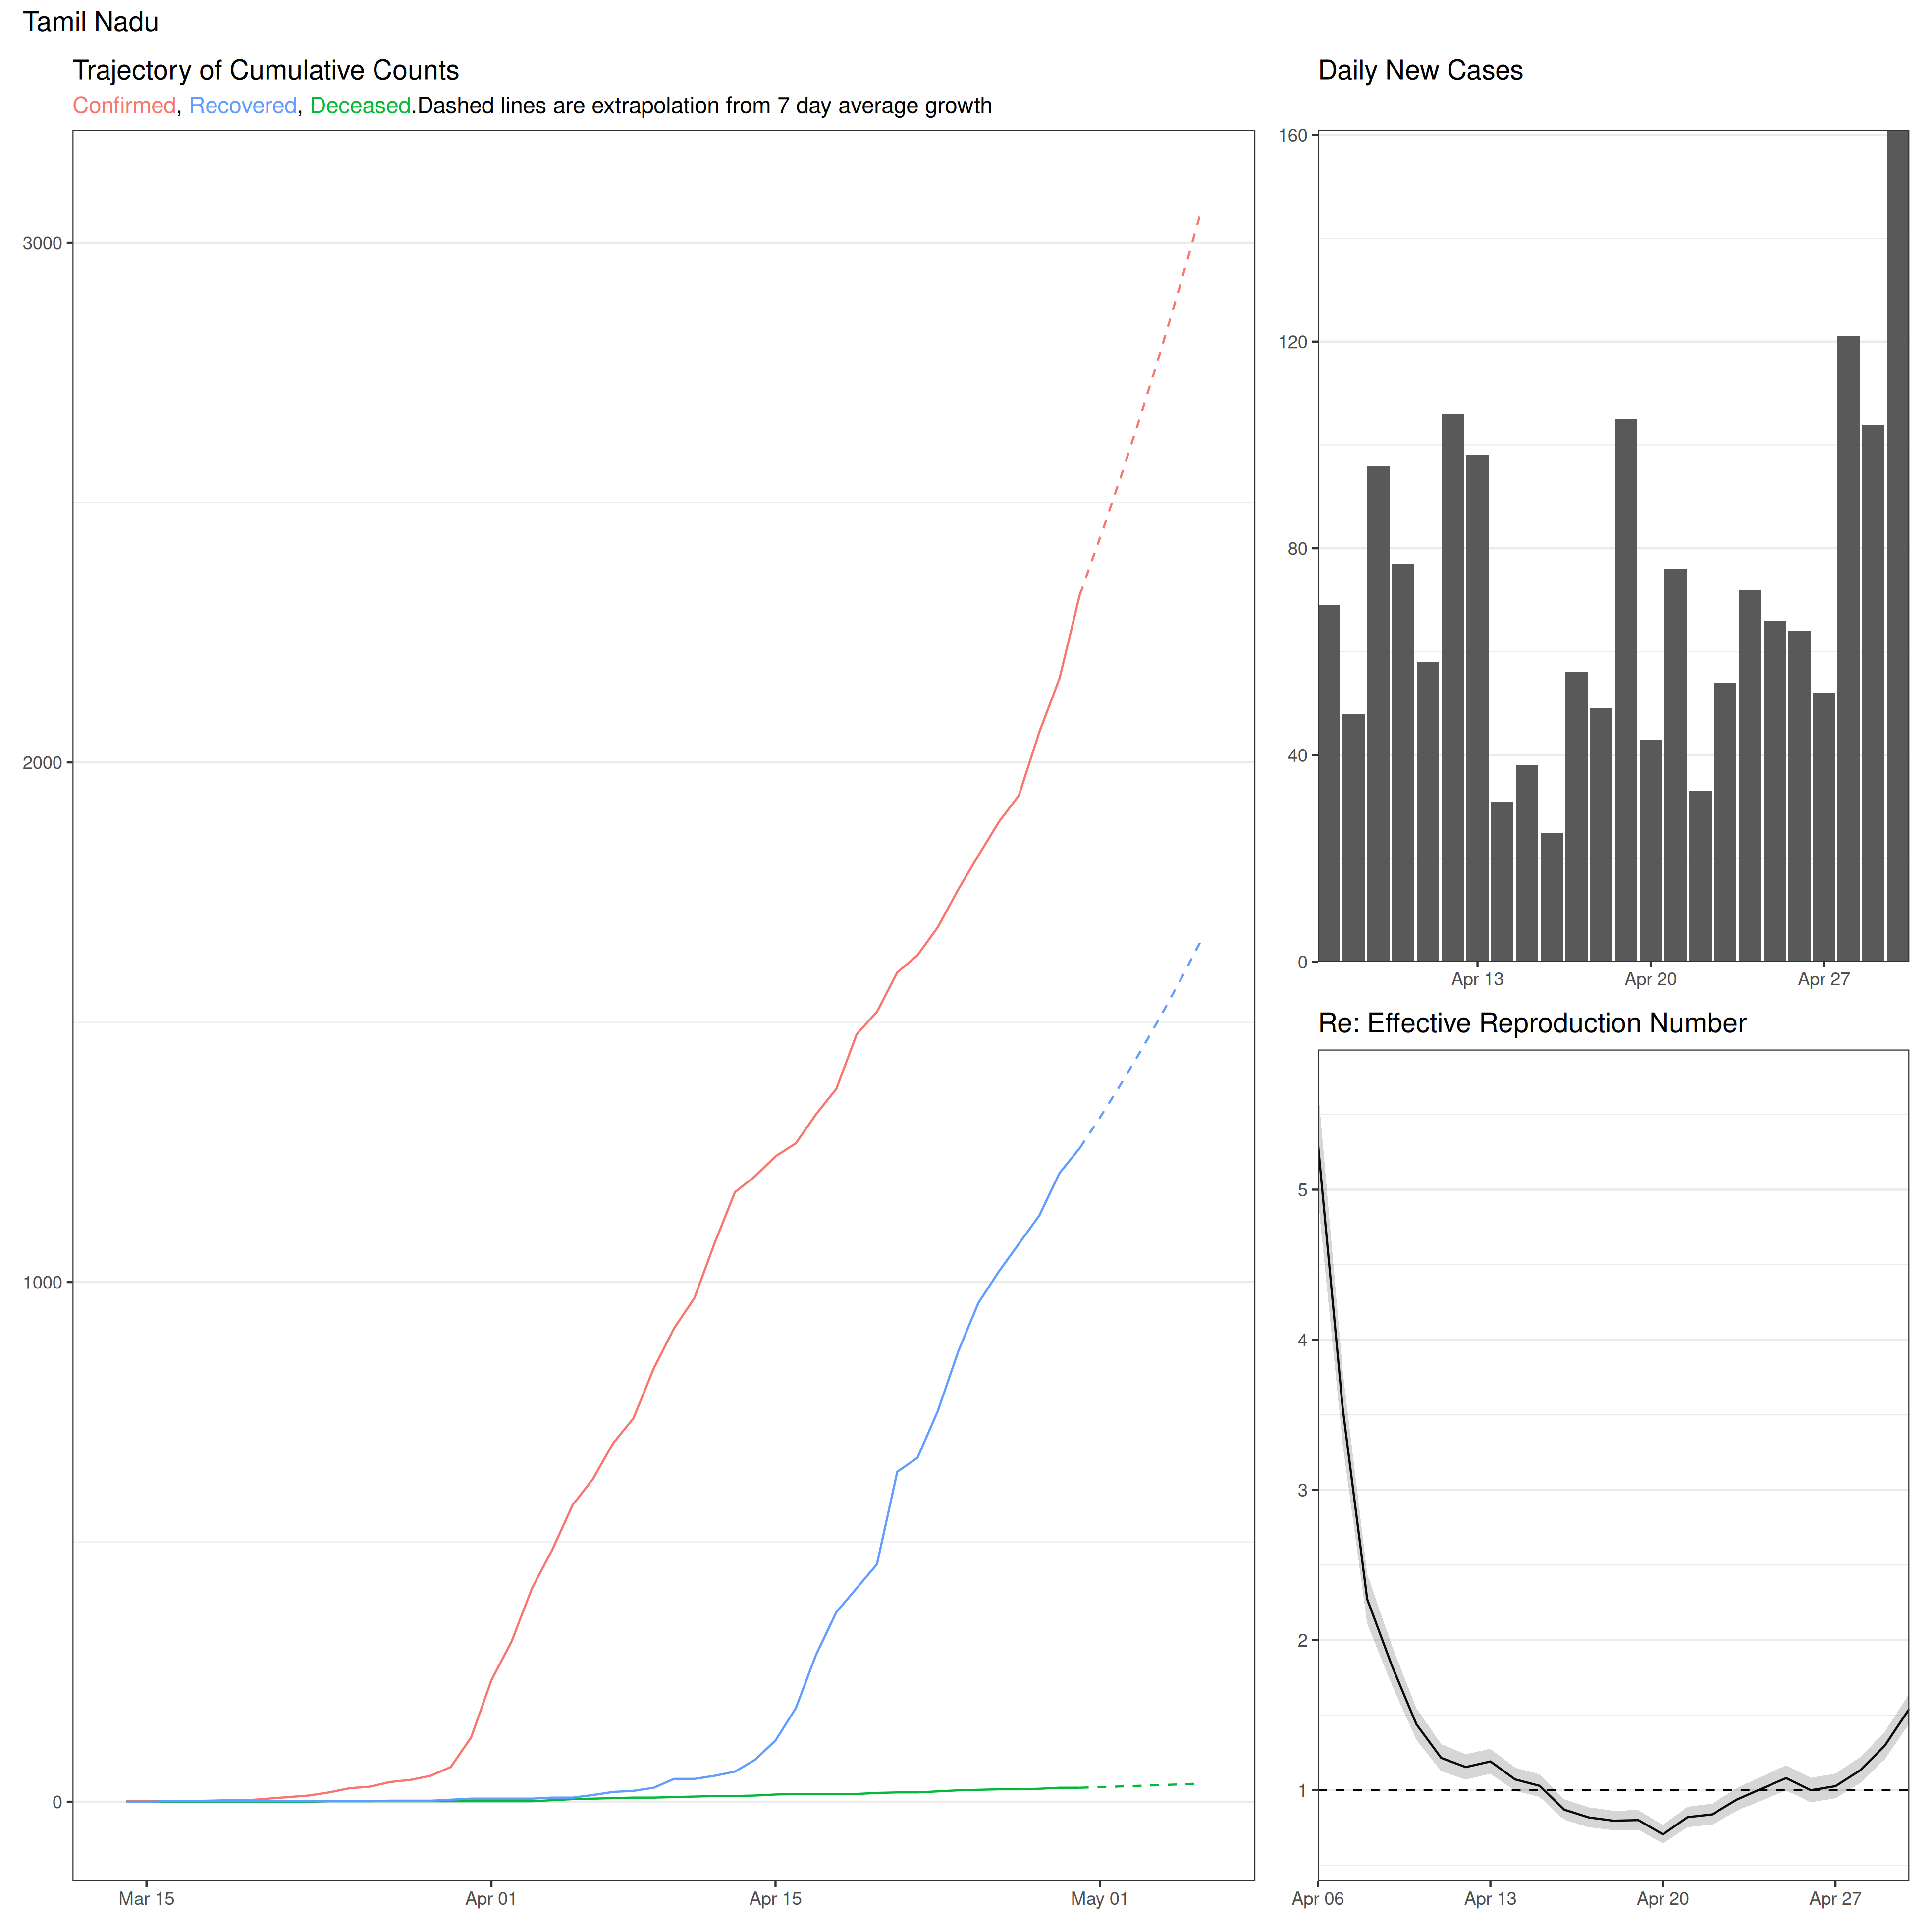 Tamil Nadu
Trajectory of Cumulative Counts
Confirmed, Recovered, Deceased.Dashed lines are extrapolation from 7 day average growth
3000
2000
1000
0
Mar 15
Apr 01
Apr 15
May 01
Daily New Cases
160
120
80
40
0
Apr 13
Apr 20
Apr 27
Re: Effective Reproduction Number
5
4
3
2
1
Apr 06
Apr 13
Apr 20
Apr 27